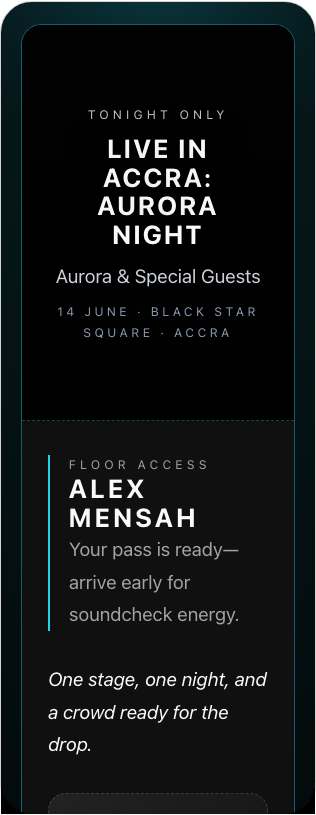 TONIGHT ONLY
LIVE IN
ACCRA:
AURORA
NIGHT
Aurora & Special Guests
14 JUNE · BLACK STAR
SQUARE · ACCRA
FLOOR ACCESS
ALEX
MENSAH
Your pass is ready—
arrive early for
soundcheck energy.
One stage, one night, and
a crowd ready for the
drop.